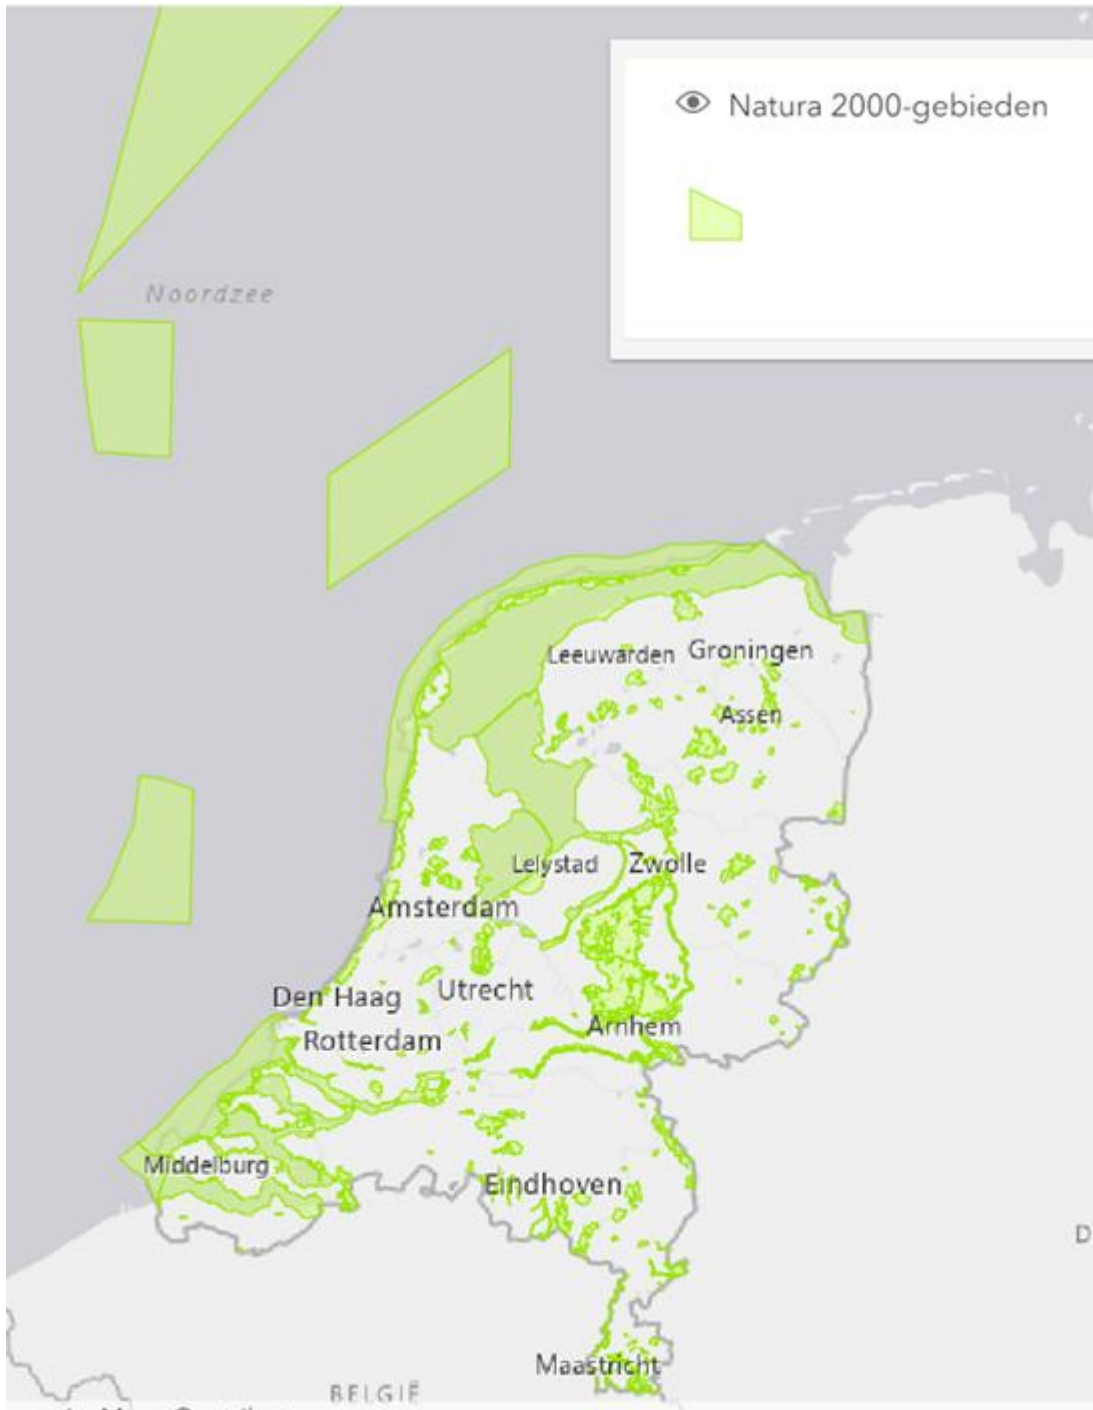 Natura 2000-gebieden
Noordzee
Leeuwarden
Groningen
Assen
Lelystad
Zwolle
Amsterdam
Utrecht
Den Haag
Arnhem
Rotterdam
Middelburg
Eindhoven
D
Maastricht
BELGIË